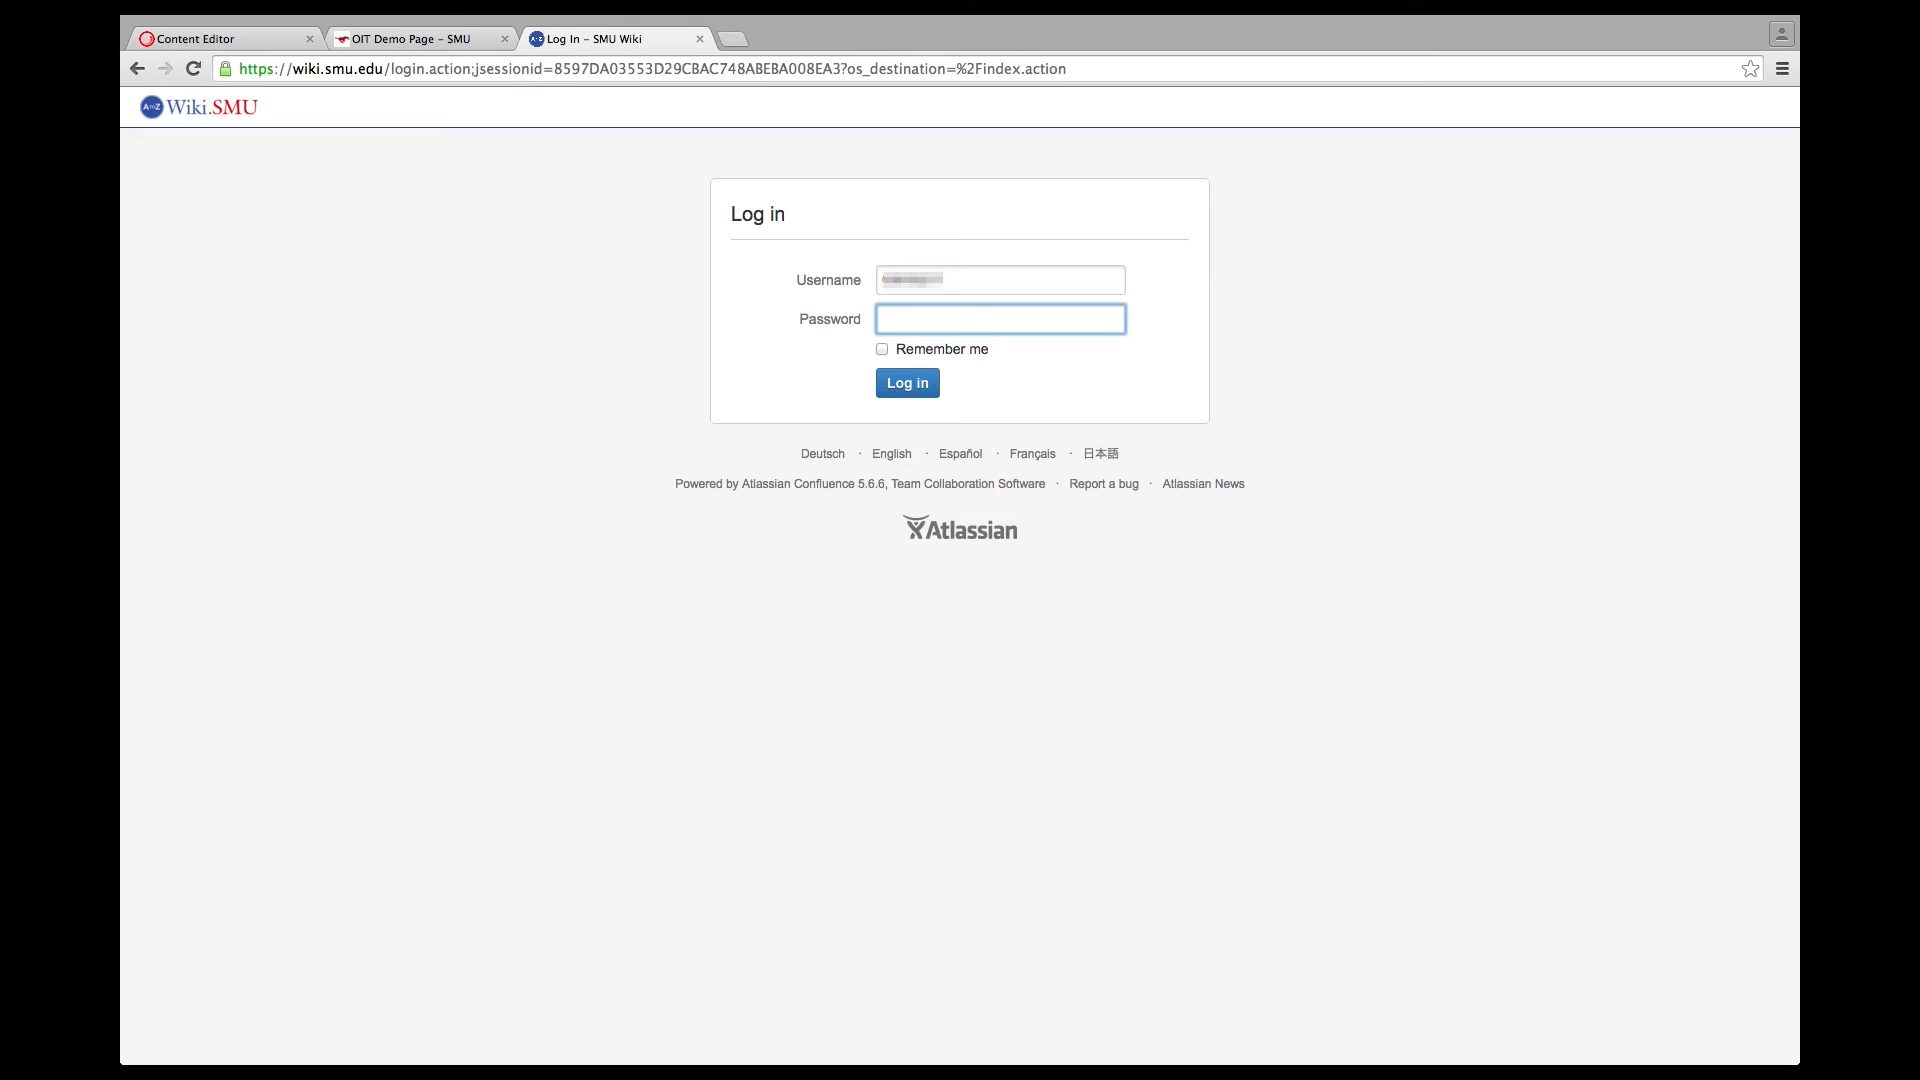 Content Editor
OIT Demo Page – SMU
Log In – SMU Wiki
https://wiki.smu.edu/login.action;jsessionid=8597DA03553D29CBAC748ABEBA008EA3?os_destination=%2Findex.action
A to Z Wiki.SMU
Log in
Username
Password
Remember me
Log in
Deutsch · English · Español · Français · 日本語
Powered by Atlassian Confluence 5.6.6, Team Collaboration Software · Report a bug · Atlassian News
Atlassian